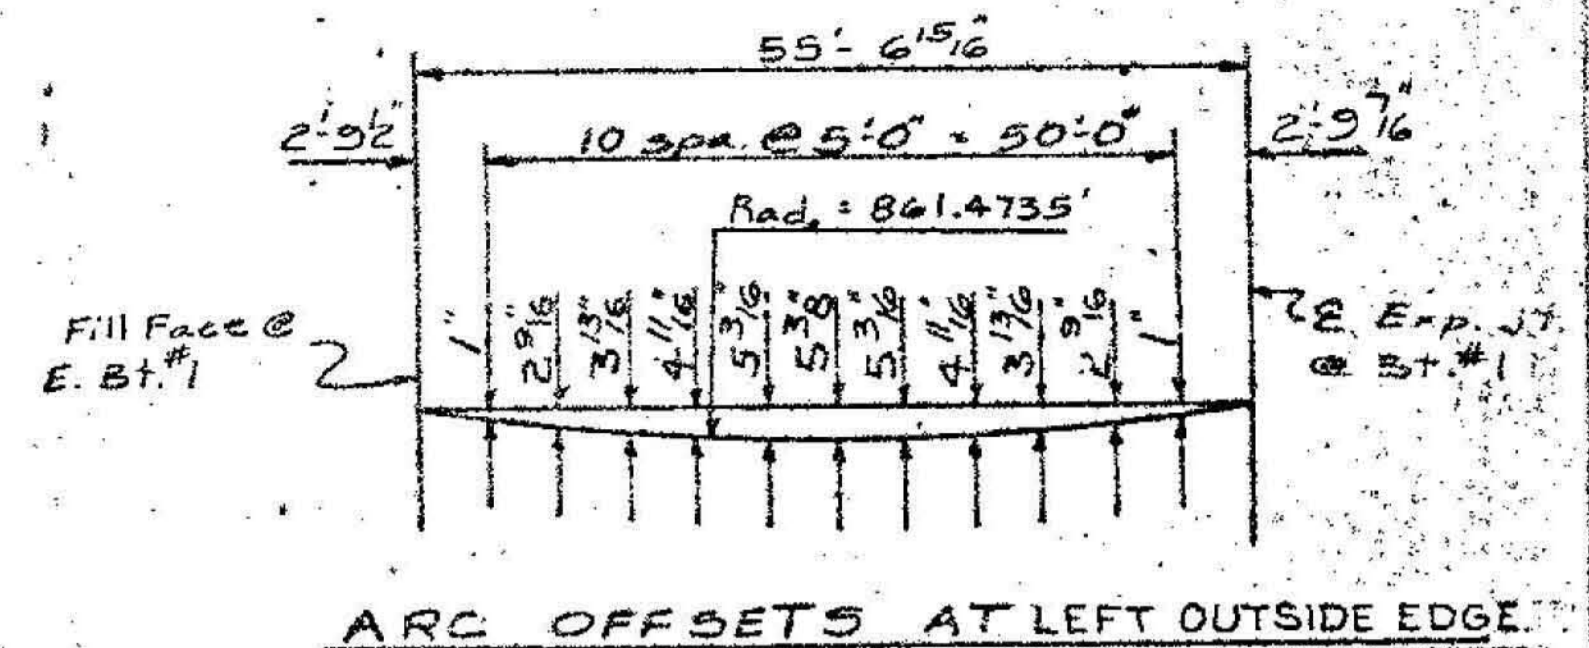 55'- 6 15/16"
2'-9 1/2"
10 spa. @ 5'-0" = 50'-0"
2'-9 7/16"
Rad. = 861.4735'
1" 2 9/16" 3 13/16" 4 11/16" 5 3/16" 5 3/8" 5 3/16" 4 11/16" 3 13/16" 2 9/16" 1"
Fill Face @
E. Bt.#1
℄ Exp. Jt.
@ Bt.#1
ARC OFFSETS AT LEFT OUTSIDE EDGE.